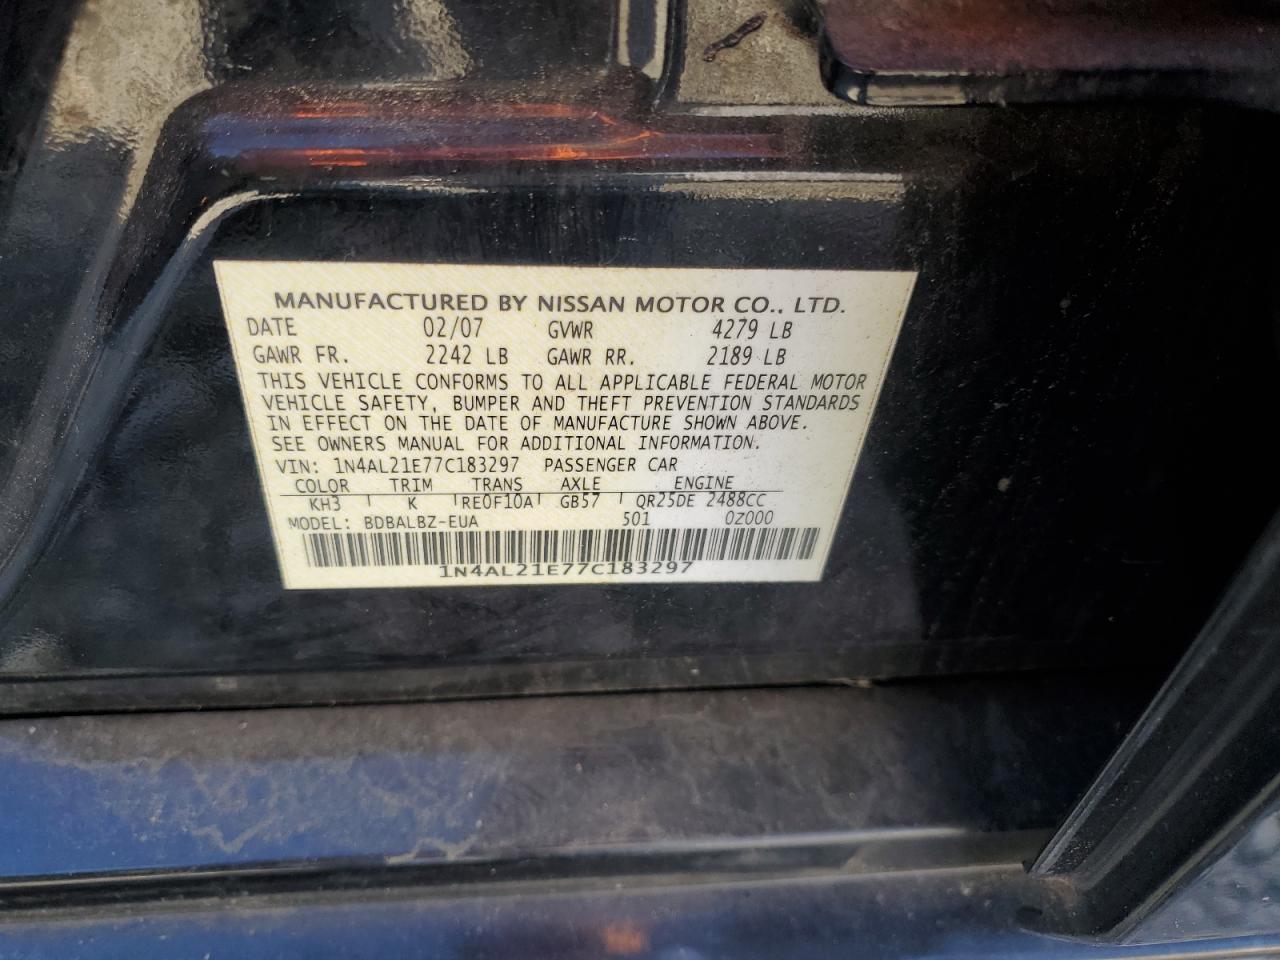 MANUFACTURED BY NISSAN MOTOR CO., LTD.
DATE 02/07 GVWR 4279 LB
GAWR FR. 2242 LB GAWR RR. 2189 LB
THIS VEHICLE CONFORMS TO ALL APPLICABLE FEDERAL MOTOR
VEHICLE SAFETY, BUMPER AND THEFT PREVENTION STANDARDS
IN EFFECT ON THE DATE OF MANUFACTURE SHOWN ABOVE.
SEE OWNERS MANUAL FOR ADDITIONAL INFORMATION.
VIN: 1N4AL21E77C183297 PASSENGER CAR
COLOR TRIM TRANS AXLE ENGINE
KH3 K RE0F10A GB57 QR25DE 2488CC
MODEL: BDBALBZ-EUA 501 0Z000
1N4AL21E77C183297